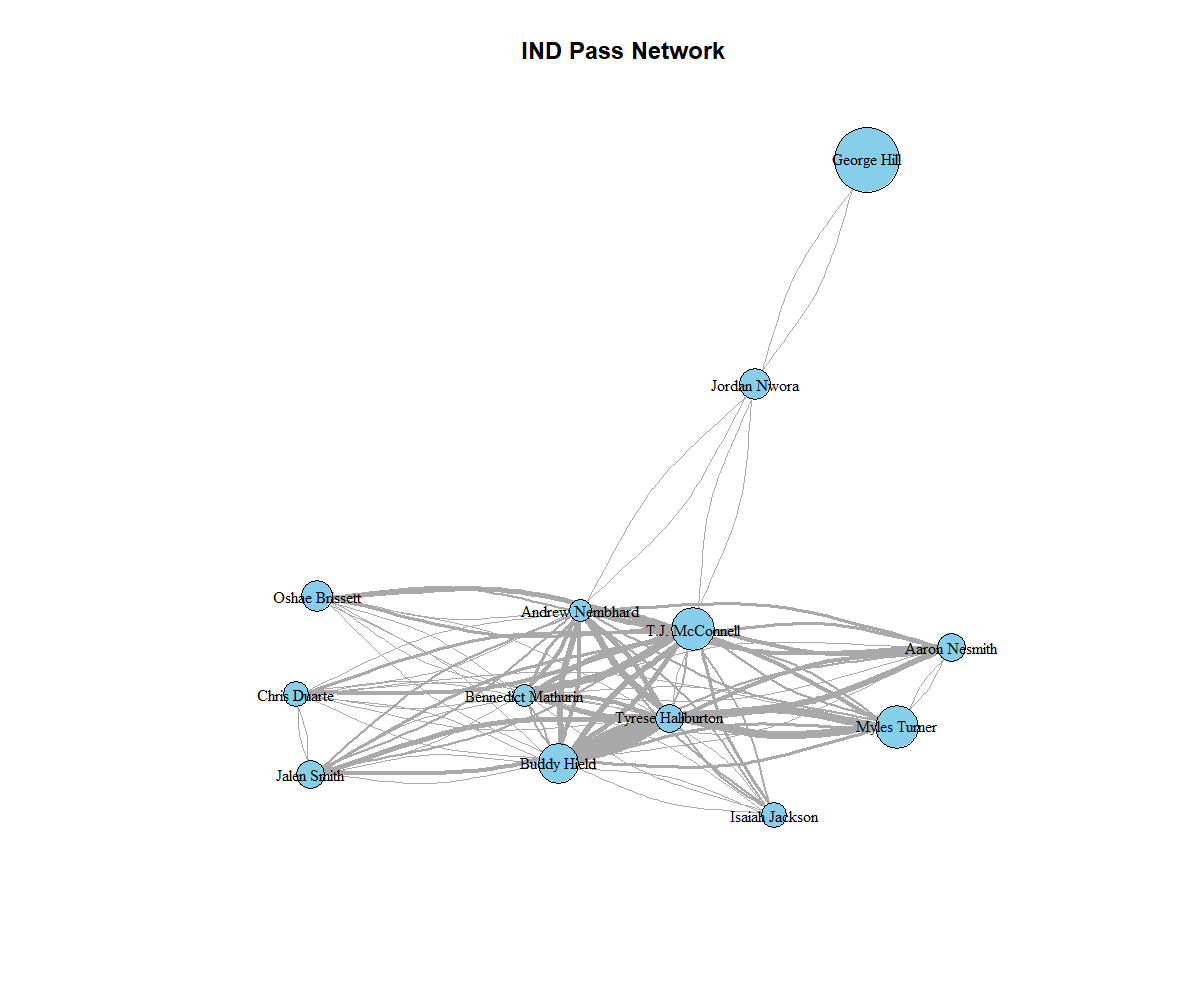 IND Pass Network
George Hill
Jordan Nwora
Oshae Brissett
Andrew Nembhard
T.J. McConnell
Aaron Nesmith
Chris Duarte
Bennedict Mathurin
Tyrese Haliburton
Myles Turner
Buddy Hield
Jalen Smith
Isaiah Jackson